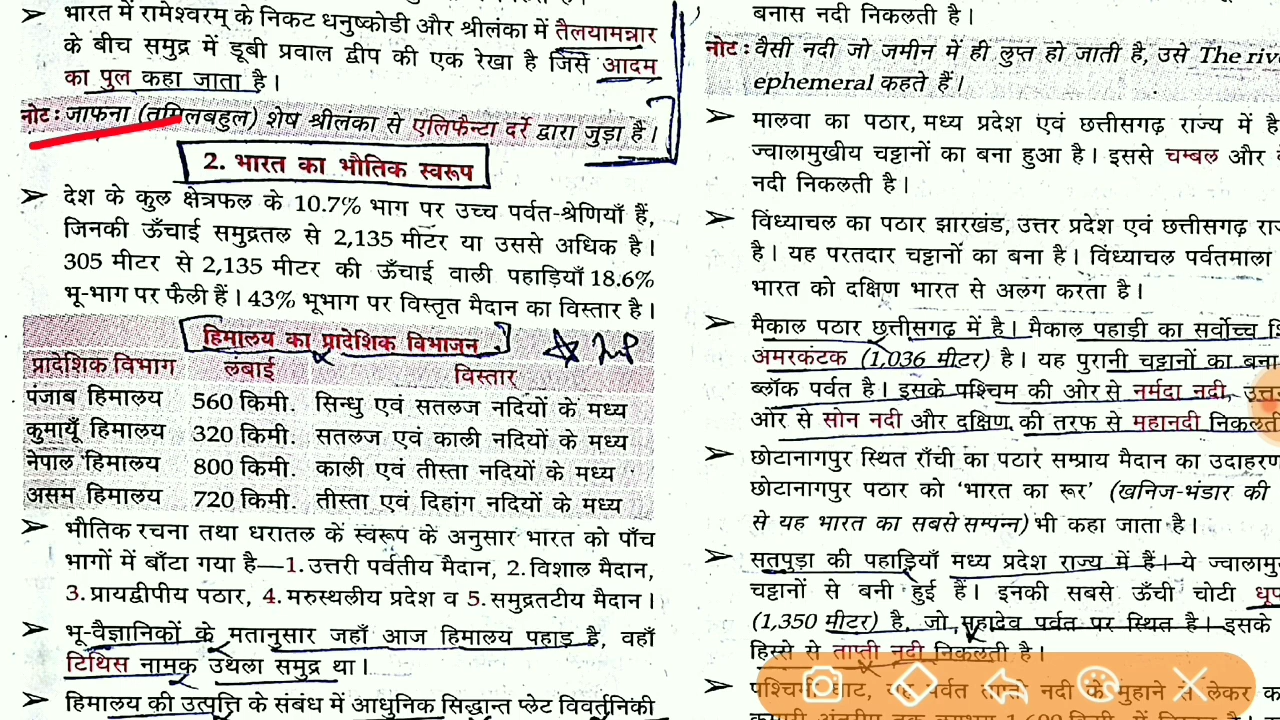 ➢ भारत में रामेश्वरम् के निकट धनुष्कोडी और श्रीलंका में तैलयामन्नार
के बीच समुद्र में डूबी प्रवाल द्वीप की एक रेखा है जिसे आदम
का पुल कहा जाता है।
नोट : जाफना (तमिलबहुल) शेष श्रीलंका से एलिफैन्टा दर्रे द्वारा जुड़ा है।
2. भारत का भौतिक स्वरूप
➢ देश के कुल क्षेत्रफल के 10.7% भाग पर उच्च पर्वत-श्रेणियाँ हैं,
जिनकी ऊँचाई समुद्रतल से 2,135 मीटर या उससे अधिक है।
305 मीटर से 2,135 मीटर की ऊँचाई वाली पहाड़ियाँ 18.6%
भू-भाग पर फैली हैं। 43% भूभाग पर विस्तृत मैदान का विस्तार है।
हिमालय का प्रादेशिक विभाजन
प्रादेशिक विभाग लंबाई विस्तार
पंजाब हिमालय 560 किमी. सिन्धु एवं सतलज नदियों के मध्य
कुमायूँ हिमालय 320 किमी. सतलज एवं काली नदियों के मध्य
नेपाल हिमालय 800 किमी. काली एवं तीस्ता नदियों के मध्य
असम हिमालय 720 किमी. तीस्ता एवं दिहांग नदियों के मध्य
➢ भौतिक रचना तथा धरातल के स्वरूप के अनुसार भारत को पाँच
भागों में बाँटा गया है—1. उत्तरी पर्वतीय मैदान, 2. विशाल मैदान,
3. प्रायद्वीपीय पठार, 4. मरुस्थलीय प्रदेश व 5. समुद्रतटीय मैदान।
➢ भू-वैज्ञानिकों के मतानुसार जहाँ आज हिमालय पहाड़ है, वहाँ
टिथिस नामक उथला समुद्र था।
➢ हिमालय की उत्पत्ति के संबंध में आधुनिक सिद्धान्त प्लेट विवर्तुनिकी
बनास नदी निकलती है।
नोट : वैसी नदी जो जमीन में ही लुप्त हो जाती है, उसे The
ephemeral कहते हैं।
➢ मालवा का पठार, मध्य प्रदेश एवं छत्तीसगढ़ राज्य में है
ज्वालामुखीय चट्टानों का बना हुआ है। इससे चम्बल और
नदी निकलती है।
➢ विंध्याचल का पठार झारखंड, उत्तर प्रदेश एवं छत्तीसगढ़
है। यह परतदार चट्टानों का बना है। विंध्याचल पर्वतमाला
भारत को दक्षिण भारत से अलग करता है।
➢ मैकाल पठार छत्तीसगढ़ में है। मैकाल पहाड़ी का सर्वोच्च
अमरकंटक (1,036 मीटर) है। यह पुरानी चट्टानों का बना
ब्लॉक पर्वत है। इसके पश्चिम की ओर से नर्मदा नदी,
ओर से सोन नदी और दक्षिण की तरफ से महानदी
➢ छोटानागपुर स्थित राँची का पठार सम्प्राय मैदान का उदाहरण
छोटानागपुर पठार को ‘भारत का रूर’ (खनिज-भंडार की
से यह भारत का सबसे सम्पन्न) भी कहा जाता है।
➢ सतपुड़ा की पहाड़ियाँ मध्य प्रदेश राज्य में हैं। ये
चट्टानों से बनी हुई हैं। इनकी सबसे ऊँची चोटी
(1,350 मीटर) है, जो महादेव पर्वत पर स्थित है। इसके
हिस्से से ताप्ती नदी निकलती है।
➢ पश्चिमी घाट, पर्वत नदी के मुहाने से लेकर